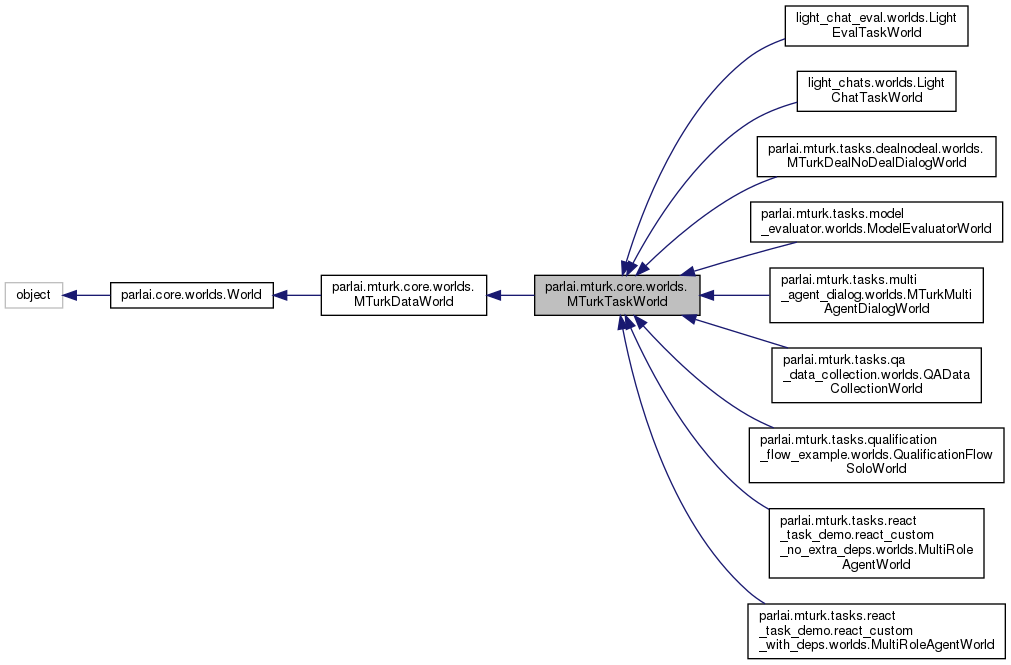 light_chat_eval.worlds.Light
EvalTaskWorld
light_chats.worlds.Light
ChatTaskWorld
parlai.mturk.tasks.dealnodeal.worlds.
MTurkDealNoDealDialogWorld
parlai.mturk.tasks.model
_evaluator.worlds.ModelEvaluatorWorld
object
parlai.core.worlds.World
parlai.mturk.core.worlds.
MTurkDataWorld
parlai.mturk.core.worlds.
MTurkTaskWorld
parlai.mturk.tasks.multi
_agent_dialog.worlds.MTurkMulti
AgentDialogWorld
parlai.mturk.tasks.qa
_data_collection.worlds.QAData
CollectionWorld
parlai.mturk.tasks.qualification
_flow_example.worlds.QualificationFlow
SoloWorld
parlai.mturk.tasks.react
_task_demo.react_custom
_no_extra_deps.worlds.MultiRole
AgentWorld
parlai.mturk.tasks.react
_task_demo.react_custom
_with_deps.worlds.MultiRoleAgentWorld